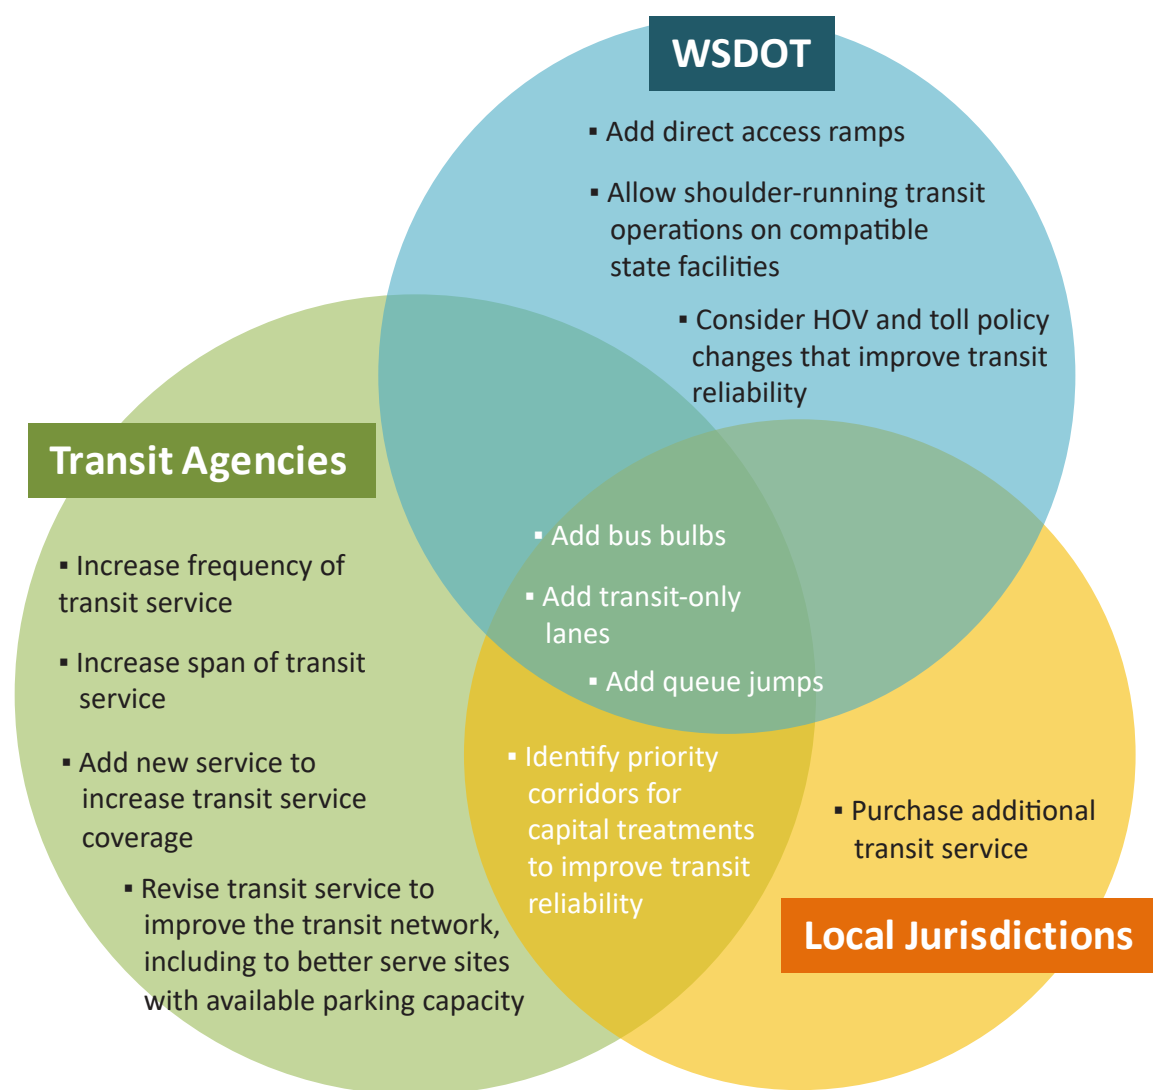 WSDOT
▪ Add direct access ramps
▪ Allow shoulder-running transit
operations on compatible
state facilities
▪ Consider HOV and toll policy
changes that improve transit
reliability
Transit Agencies
▪ Increase frequency of
transit service
▪ Increase span of transit
service
▪ Add new service to
increase transit service
coverage
▪ Revise transit service to
improve the transit network,
including to better serve sites
with available parking capacity
▪ Add bus bulbs
▪ Add transit-only
lanes
▪ Add queue jumps
▪ Identify priority
corridors for
capital treatments
to improve transit
reliability
▪ Purchase additional
transit service
Local Jurisdictions